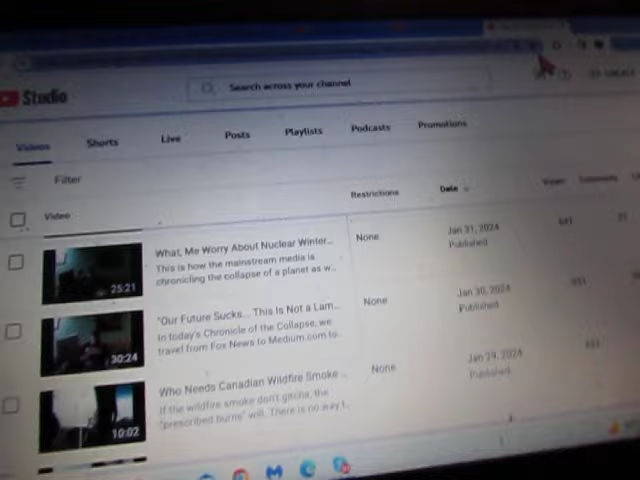 Studio
Search across your channel
Videos Shorts Live Posts Playlists Podcasts Promotions
Filter
Video Restrictions Date Views
What, Me Worry About Nuclear Winter...
This is how the mainstream media is
chronicling the collapse of a planet as w...
25:21
None
Jan 31, 2024
Published
"Our Future Sucks... This Is Not a Lam...
In today's Chronicle of the Collapse, we
travel from Fox News to Medium.com to...
30:24
None
Jan 30, 2024
Published
Who Needs Canadian Wildfire Smoke ...
If the wildfire smoke don't gitcha, the
"prescribed burns" will. There is no way t...
10:02
None
Jan 29, 2024
Published